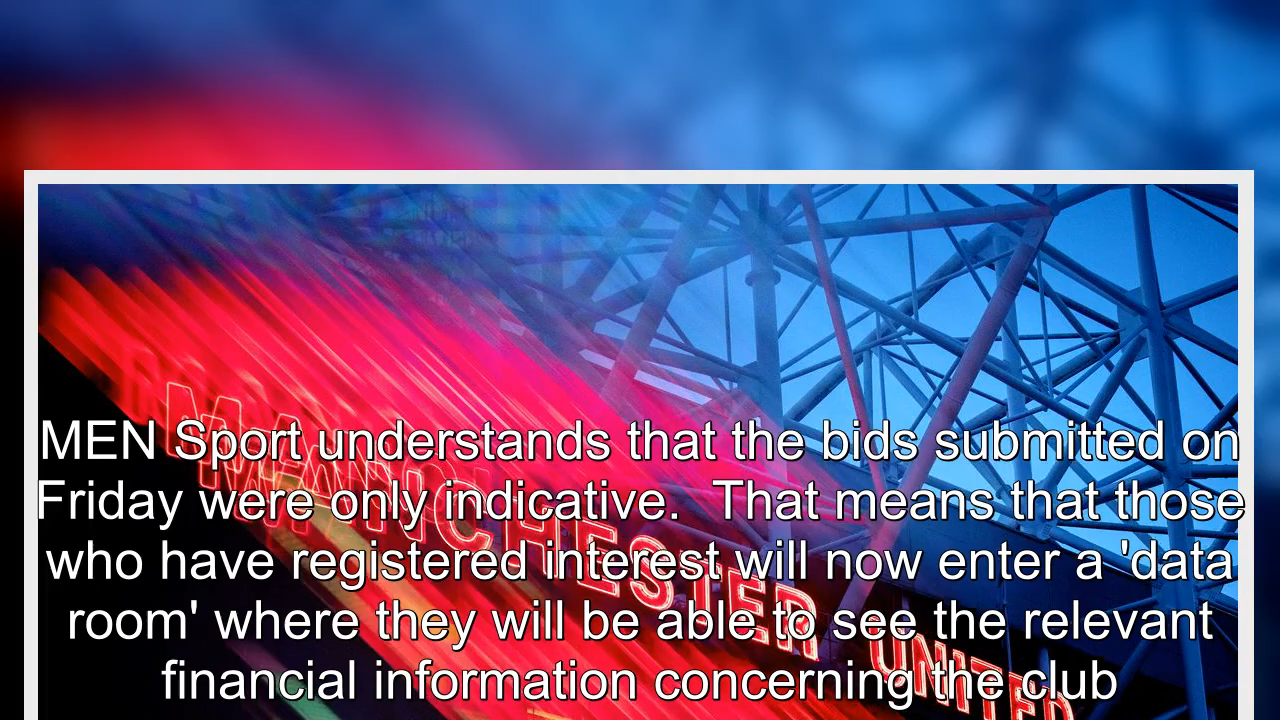 MANCHESTER UNITED
MEN Sport understands that the bids submitted on
Friday were only indicative.  That means that those
who have registered interest will now enter a 'data
room' where they will be able to see the relevant
financial information concerning the club